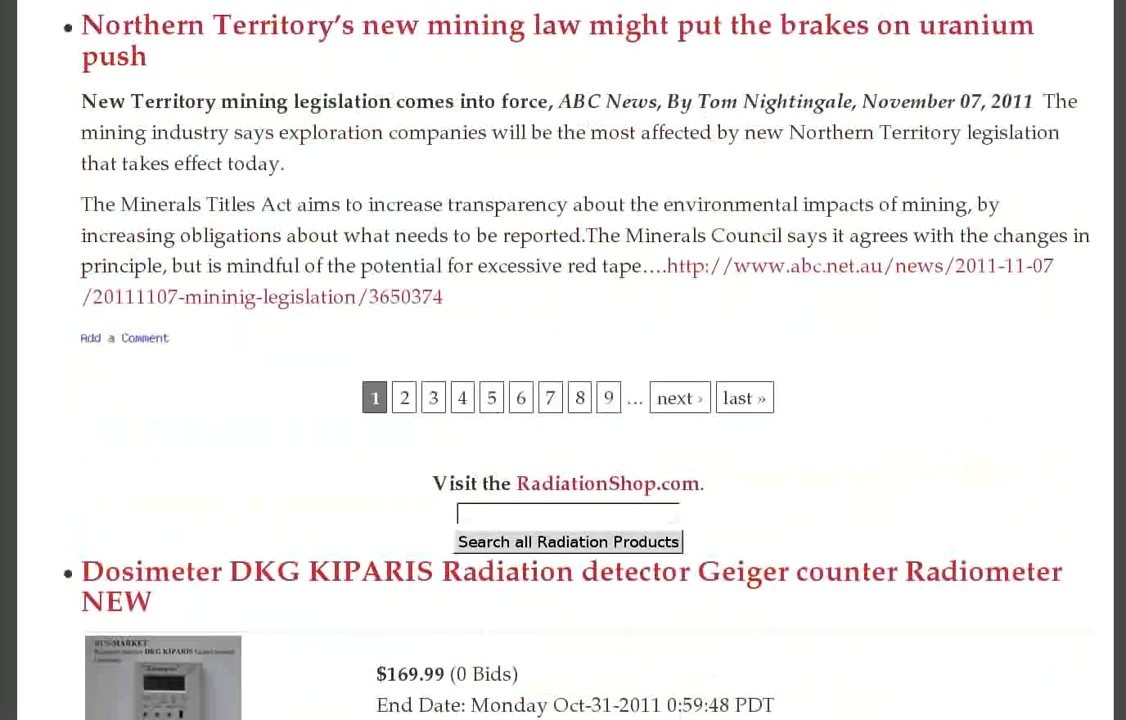 Northern Territory's new mining law might put the brakes on uranium
push
New Territory mining legislation comes into force, ABC News, By Tom Nightingale, November 07, 2011 The
mining industry says exploration companies will be the most affected by new Northern Territory legislation
that takes effect today.
The Minerals Titles Act aims to increase transparency about the environmental impacts of mining, by
increasing obligations about what needs to be reported.The Minerals Council says it agrees with the changes in
principle, but is mindful of the potential for excessive red tape....http://www.abc.net.au/news/2011-11-07
/20111107-mininig-legislation/3650374
Add a Comment
1 2 3 4 5 6 7 8 9 ... next › last »
Visit the RadiationShop.com.
Search all Radiation Products
Dosimeter DKG KIPARIS Radiation detector Geiger counter Radiometer
NEW
DKG KIPARIS
$169.99 (0 Bids)
End Date: Monday Oct-31-2011 0:59:48 PDT